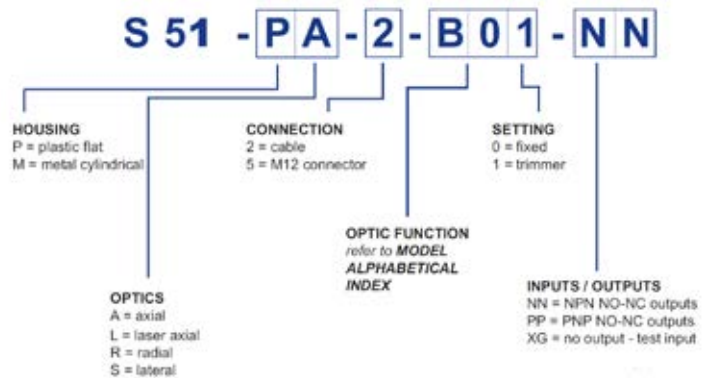 S 51 - P A - 2 - B 0 1 - N N
HOUSING
P = plastic flat
M = metal cylindrical
CONNECTION
2 = cable
5 = M12 connector
SETTING
0 = fixed
1 = trimmer
OPTIC FUNCTION
refer to MODEL
ALPHABETICAL
INDEX
OPTICS
A = axial
L = laser axial
R = radial
S = lateral
INPUTS / OUTPUTS
NN = NPN NO-NC outputs
PP = PNP NO-NC outputs
XG = no output - test input